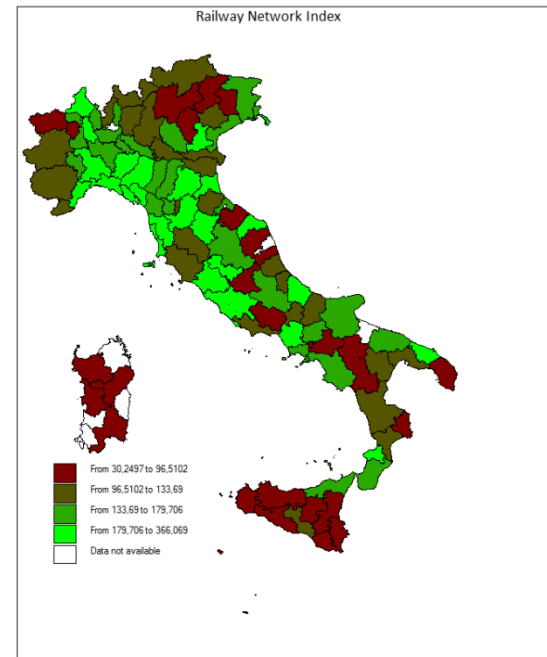 Railway Network Index
From 30,2497 to 96,5102
From 96,5102 to 133,69
From 133,69 to 179,706
From 179,706 to 366,069
Data not available